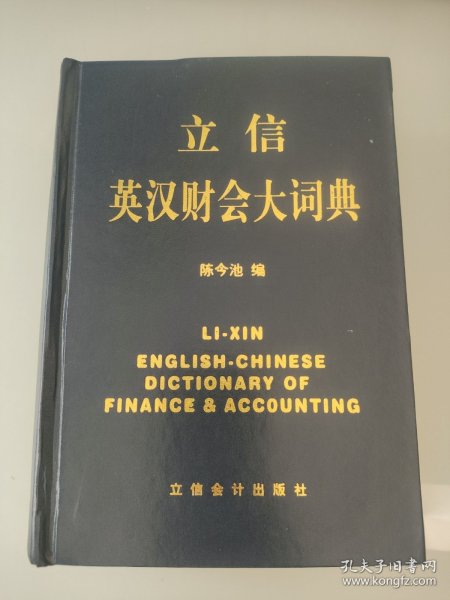 立信
英汉财会大词典
陈今池 编
LI-XIN
ENGLISH-CHINESE
DICTIONARY OF
FINANCE & ACCOUNTING
立信会计出版社
孔夫子旧书网
www.kongfz.com